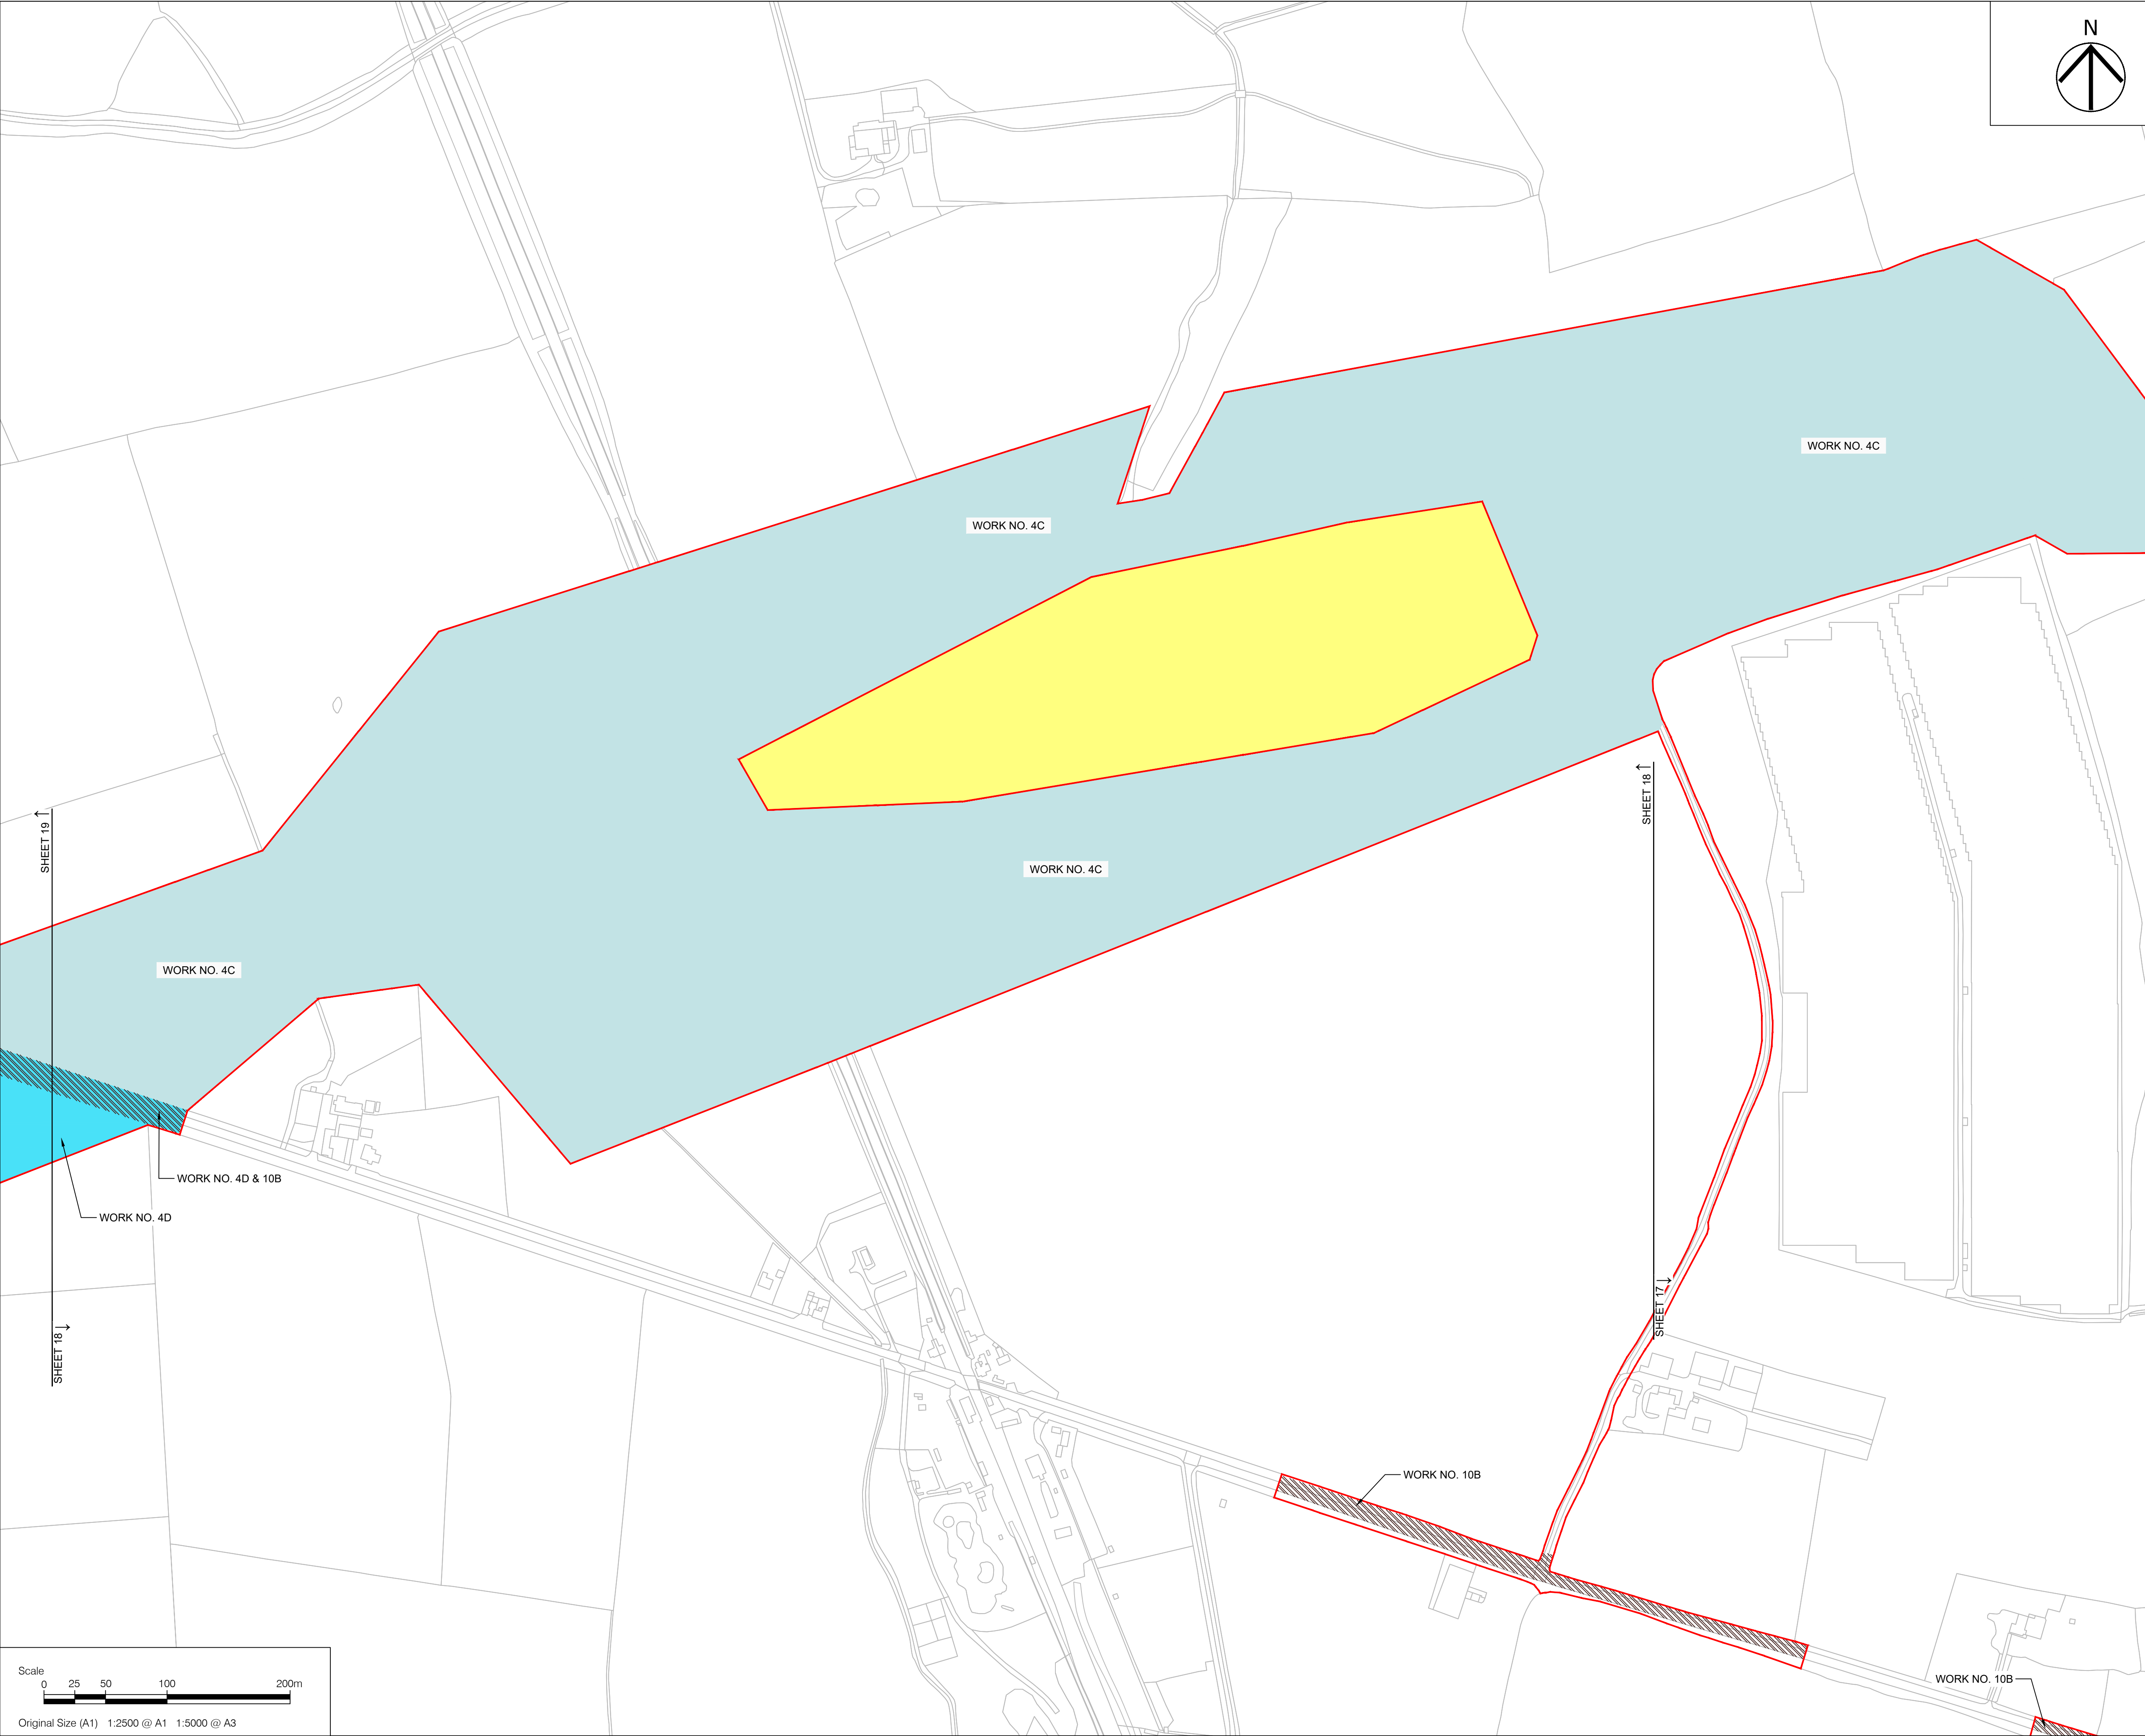 N
WORK NO. 4C
WORK NO. 4C
SHEET 18
SHEET 19
WORK NO. 4C
WORK NO. 4C
WORK NO. 4D & 10B
WORK NO. 4D
SHEET 17
SHEET 18
WORK NO. 10B
WORK NO. 10B
Scale
0 25 50 100 200m
Original Size (A1) 1:2500 @ A1 1:5000 @ A3